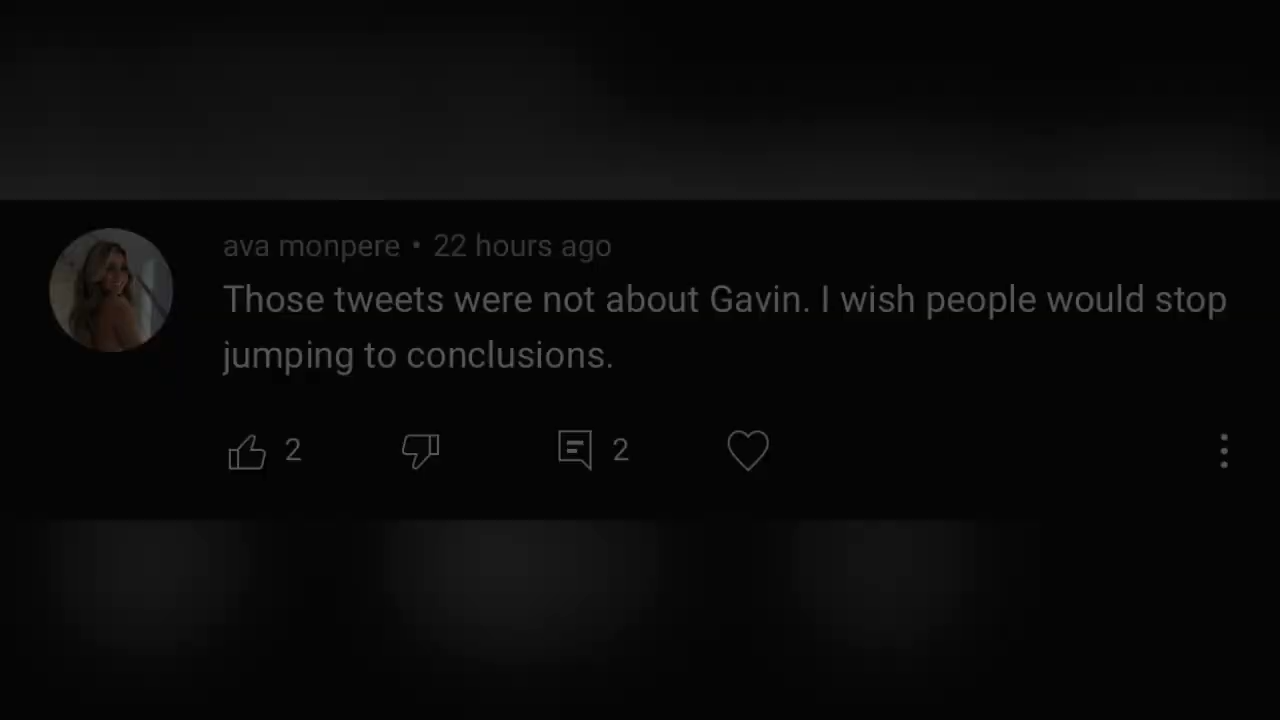 ava monpere • 22 hours ago
Those tweets were not about Gavin. I wish people would stop
jumping to conclusions.
2 2